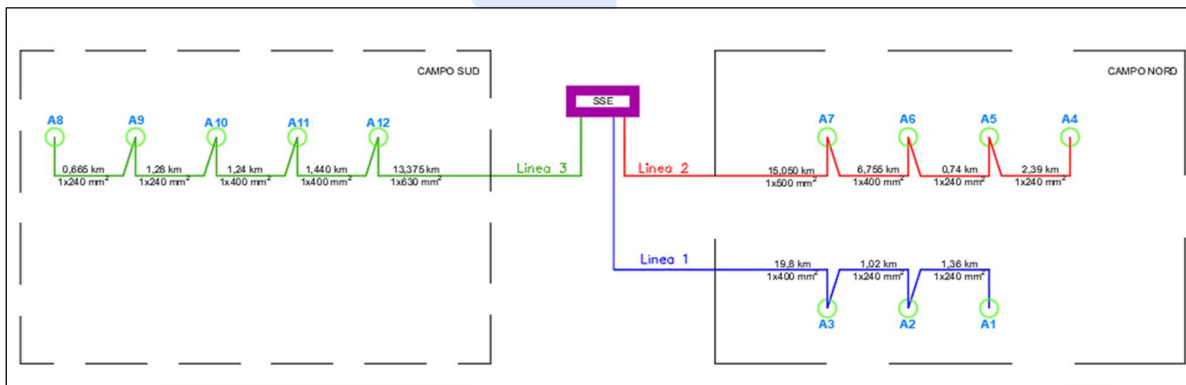 CAMPO SUD
SSE
CAMPO NORD
A8
A9
A10
A11
A12
A7
A6
A5
A4
0,665 km
1x240 mm²
1,28 km
1x240 mm²
1,24 km
1x400 mm²
1,440 km
1x400 mm²
13,375 km
1x630 mm²
Linea 3
Linea 2
15,050 km
1x500 mm²
6,755 km
1x400 mm²
0,74 km
1x240 mm²
2,39 km
1x240 mm²
Linea 1
19,8 km
1x400 mm²
1,02 km
1x240 mm²
1,36 km
1x240 mm²
A3
A2
A1